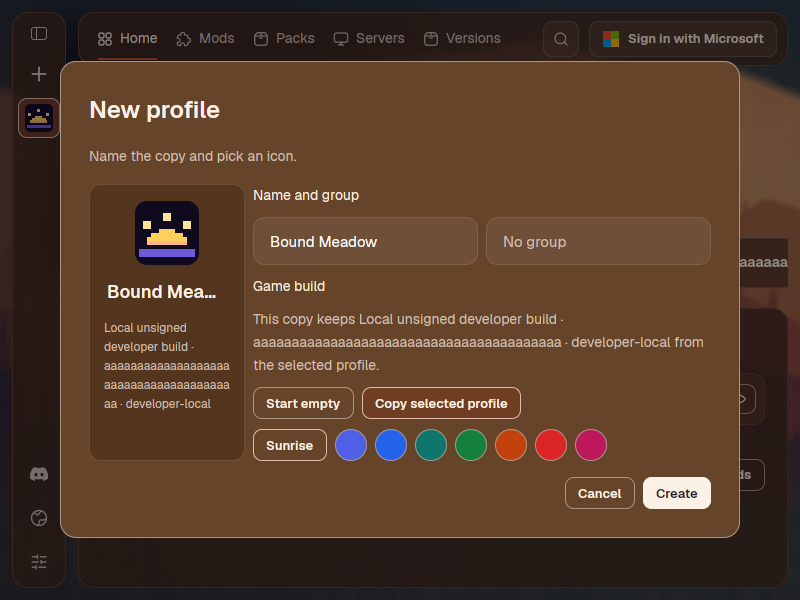 Home
Mods
Packs
Servers
Versions
Sign in with Microsoft
New profile
Name the copy and pick an icon.
Bound Mea...
Local unsigned
developer build ·
aaaaaaaaaaaaaaaaaaa
aaaaaaaaaaaaaaaaaaa
aa · developer-local
Name and group
Bound Meadow
No group
Game build
This copy keeps Local unsigned developer build ·
aaaaaaaaaaaaaaaaaaaaaaaaaaaaaaaaaaaaaaaa · developer-local from
the selected profile.
Start empty
Copy selected profile
Sunrise
Cancel
Create
aaaaaa
ds